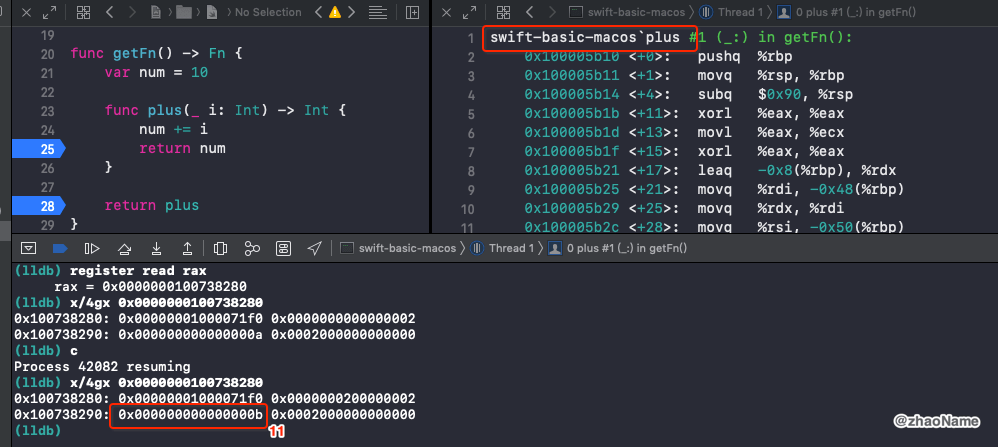 No Selection
swift-basic-macos
Thread 1
0 plus #1 (_:) in getFn()
19
20 func getFn() -> Fn {
21 var num = 10
22
23 func plus(_ i: Int) -> Int {
24 num += i
25 return num
26 }
27
28 return plus
29 }
1 swift-basic-macos`plus #1 (_:) in getFn():
2 0x100005b10 <+0>: pushq %rbp
3 0x100005b11 <+1>: movq %rsp, %rbp
4 0x100005b14 <+4>: subq $0x90, %rsp
5 0x100005b1b <+11>: xorl %eax, %eax
6 0x100005b1d <+13>: movl %eax, %ecx
7 0x100005b1f <+15>: xorl %eax, %eax
8 0x100005b21 <+17>: leaq -0x8(%rbp), %rdx
9 0x100005b25 <+21>: movq %rdi, -0x48(%rbp)
10 0x100005b29 <+25>: movq %rdx, %rdi
11 0x100005b2c <+28>: movq %rsi, -0x50(%rbp)
swift-basic-macos
Thread 1
0 plus #1 (_:) in getFn()
(lldb) register read rax
rax = 0x0000000100738280
(lldb) x/4gx 0x0000000100738280
0x100738280: 0x00000001000071f0 0x0000000000000002
0x100738290: 0x000000000000000a 0x0002000000000000
(lldb) c
Process 42082 resuming
(lldb) x/4gx 0x0000000100738280
0x100738280: 0x00000001000071f0 0x0000000200000002
0x100738290: 0x000000000000000b 0x0002000000000000
(lldb)
11
@zhaoName